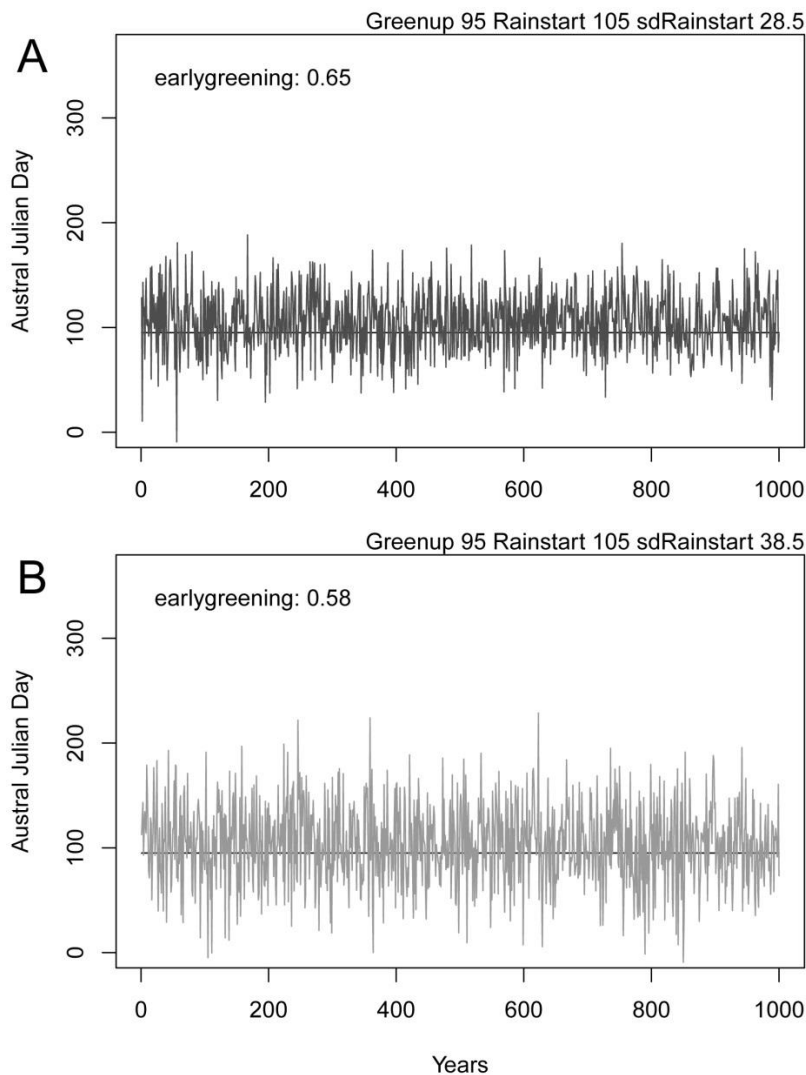 Greenup 95 Rainstart 105 sdRainstart 28.5
A
earlygreening: 0.65
Austral Julian Day
300
200
100
0
0 200 400 600 800 1000
Greenup 95 Rainstart 105 sdRainstart 38.5
B
earlygreening: 0.58
Austral Julian Day
300
200
100
0
0 200 400 600 800 1000
Years